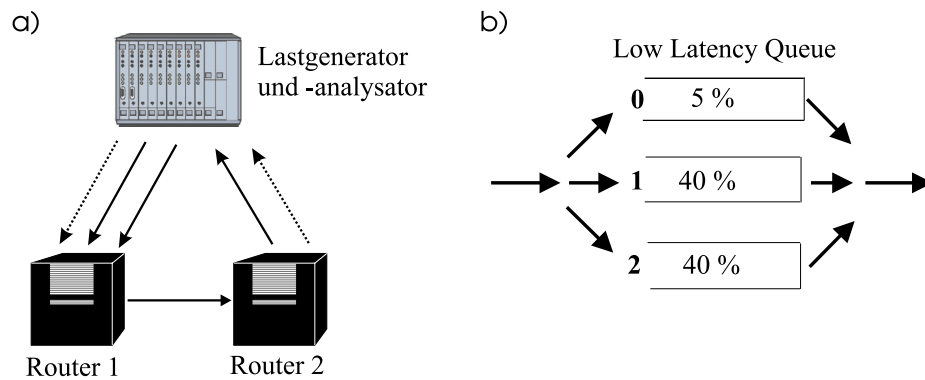 a)
Lastgenerator
und -analysator
Router 1
Router 2
b)
Low Latency Queue
0
5 %
1
40 %
2
40 %